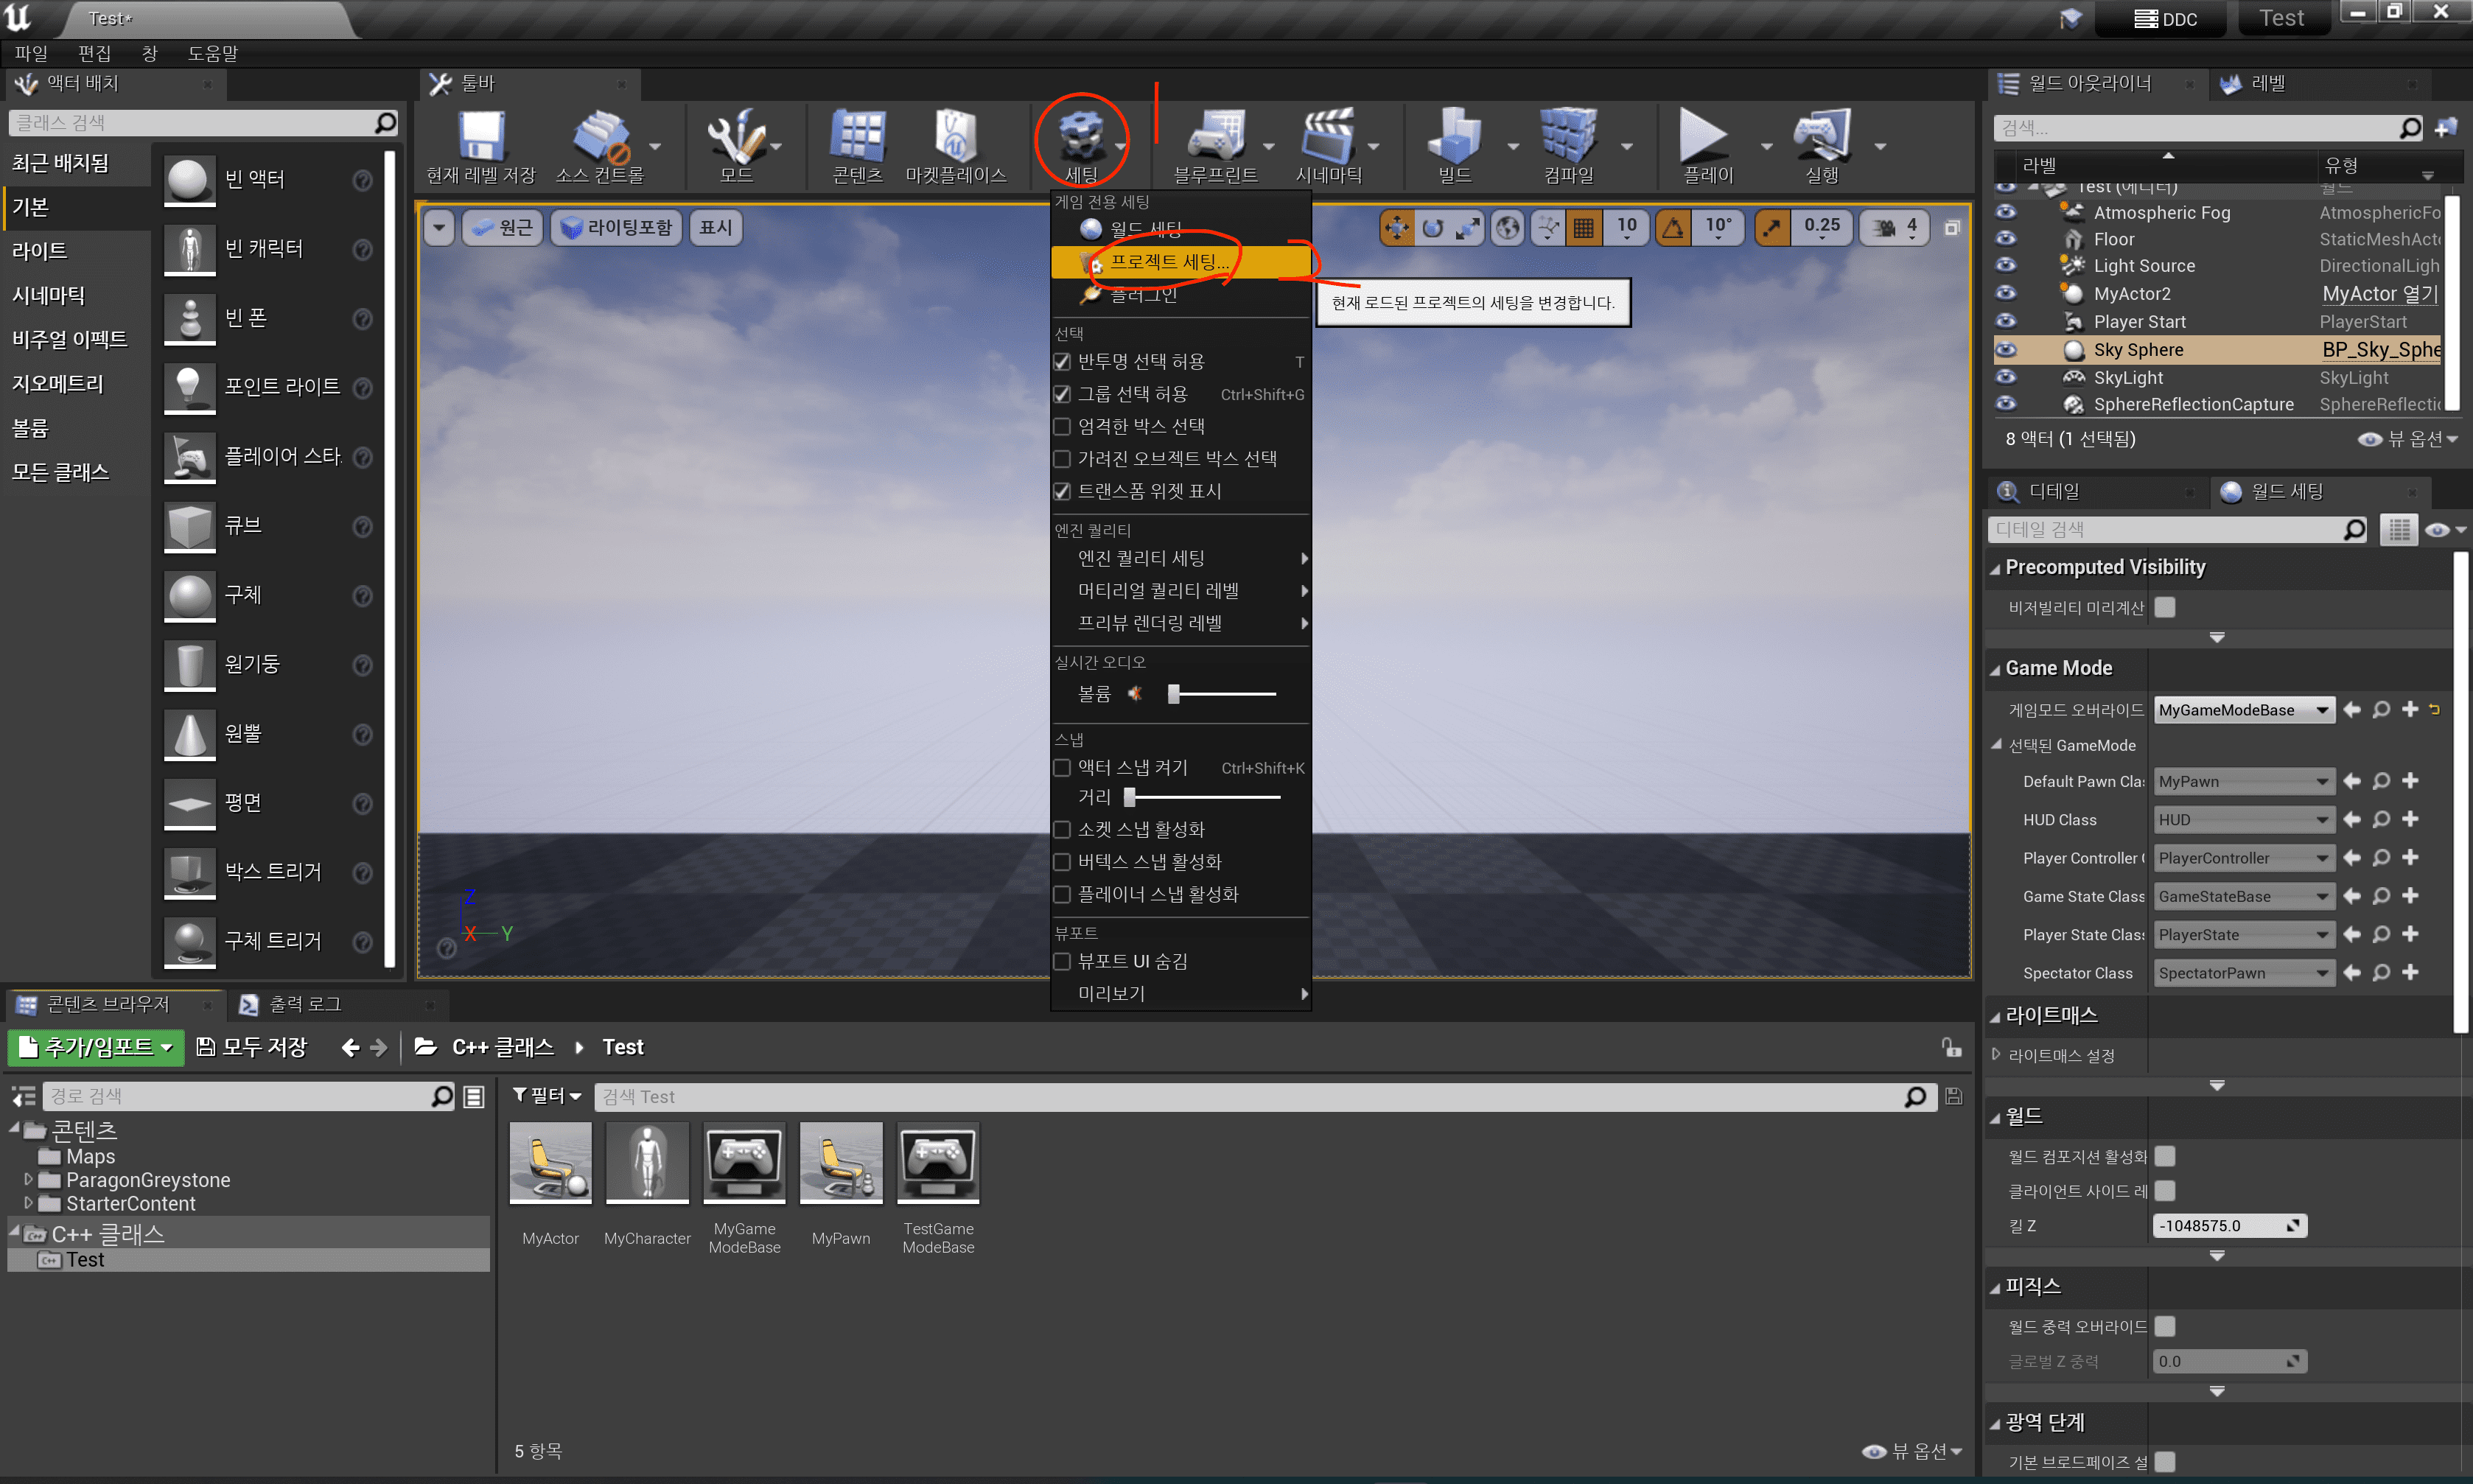 Test*
DDC
Test
파일 편집 창 도움말
액터 배치
클래스 검색
최근 배치됨
기본
라이트
시네마틱
비주얼 이펙트
지오메트리
볼륨
모든 클래스
빈 액터
빈 캐릭터
빈 폰
포인트 라이트
플레이어 스타
큐브
구체
원기둥
원뿔
평면
박스 트리거
구체 트리거
툴바
현재 레벨 저장
소스 컨트롤
모드
콘텐츠
마켓플레이스
세팅
블루프린트
시네마틱
빌드
컴파일
플레이
실행
원근
라이팅포함
표시
10
10°
0.25
4
게임 전용 세팅
월드 세팅
프로젝트 세팅...
플러그인
현재 로드된 프로젝트의 세팅을 변경합니다.
선택
반투명 선택 허용 T
그룹 선택 허용 Ctrl+Shift+G
엄격한 박스 선택
가려진 오브젝트 박스 선택
트랜스폼 위젯 표시
엔진 퀄리티
엔진 퀄리티 세팅
머티리얼 퀄리티 레벨
프리뷰 렌더링 레벨
실시간 오디오
볼륨
스냅
액터 스냅 켜기 Ctrl+Shift+K
거리
소켓 스냅 활성화
버텍스 스냅 활성화
플레이너 스냅 활성화
뷰포트
뷰포트 UI 숨김
미리보기
Z
X Y
월드 아웃라이너
레벨
검색...
라벨 유형
Test (에디터) 월드
Atmospheric Fog AtmosphericFo
Floor StaticMeshActo
Light Source DirectionalLigh
MyActor2 MyActor 열기
Player Start PlayerStart
Sky Sphere BP_Sky_Sphe
SkyLight SkyLight
SphereReflectionCapture SphereReflectio
8 액터 (1 선택됨) 뷰 옵션
디테일
월드 세팅
디테일 검색
Precomputed Visibility
비저빌리티 미리계산
Game Mode
게임모드 오버라이드 MyGameModeBase
선택된 GameMode
Default Pawn Clas MyPawn
HUD Class HUD
Player Controller C PlayerController
Game State Class GameStateBase
Player State Class PlayerState
Spectator Class SpectatorPawn
라이트매스
라이트매스 설정
월드
월드 컴포지션 활성화
클라이언트 사이드 레
킬 Z -1048575.0
피직스
월드 중력 오버라이드
글로벌 Z 중력 0.0
광역 단계
기본 브로드페이즈 설
콘텐츠 브라우저
출력 로그
추가/임포트 모두 저장 C++ 클래스 Test
경로 검색
콘텐츠
Maps
ParagonGreystone
StarterContent
C++ 클래스
Test
필터 검색 Test
MyActor
MyCharacter
MyGame
ModeBase
MyPawn
TestGame
ModeBase
5 항목 뷰 옵션